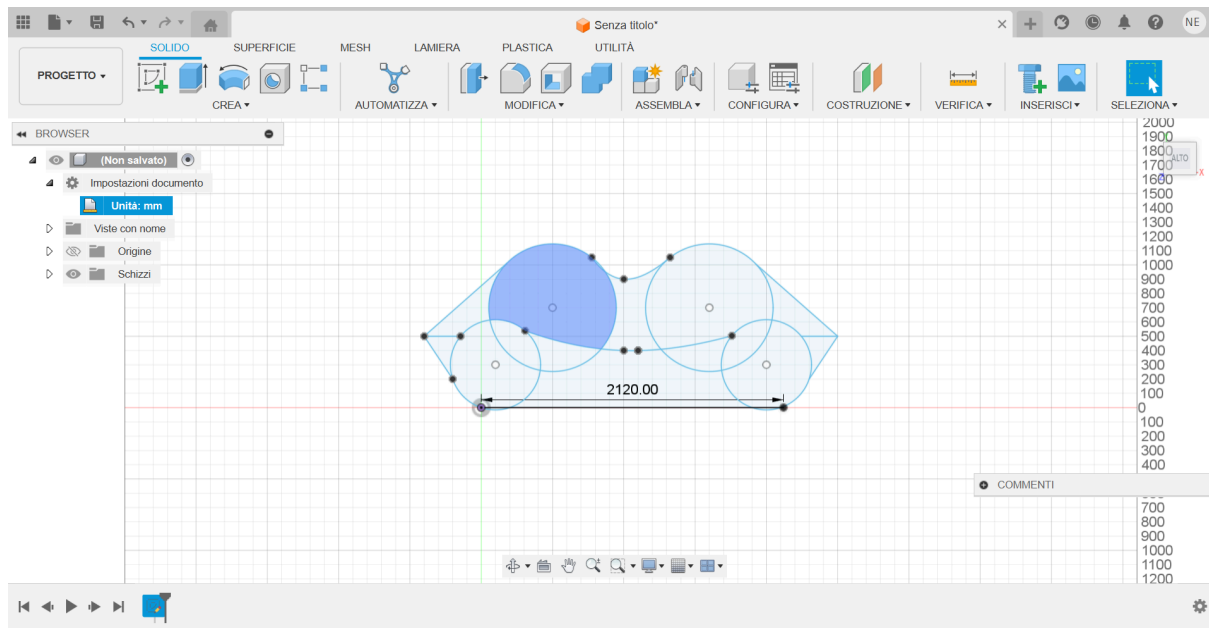 Senza titolo*
NE
SOLIDO SUPERFICIE MESH LAMIERA PLASTICA UTILITÀ
PROGETTO
CREA AUTOMATIZZA MODIFICA ASSEMBLA CONFIGURA COSTRUZIONE VERIFICA INSERISCI SELEZIONA
BROWSER
(Non salvato)
Impostazioni documento
Unità: mm
Viste con nome
Origine
Schizzi
ALTO
X
2000
1900
1800
1700
1600
1500
1400
1300
1200
1100
1000
900
800
700
600
500
400
300
200
100
0
100
200
300
400
2120.00
COMMENTI
700
800
900
1000
1100
1200